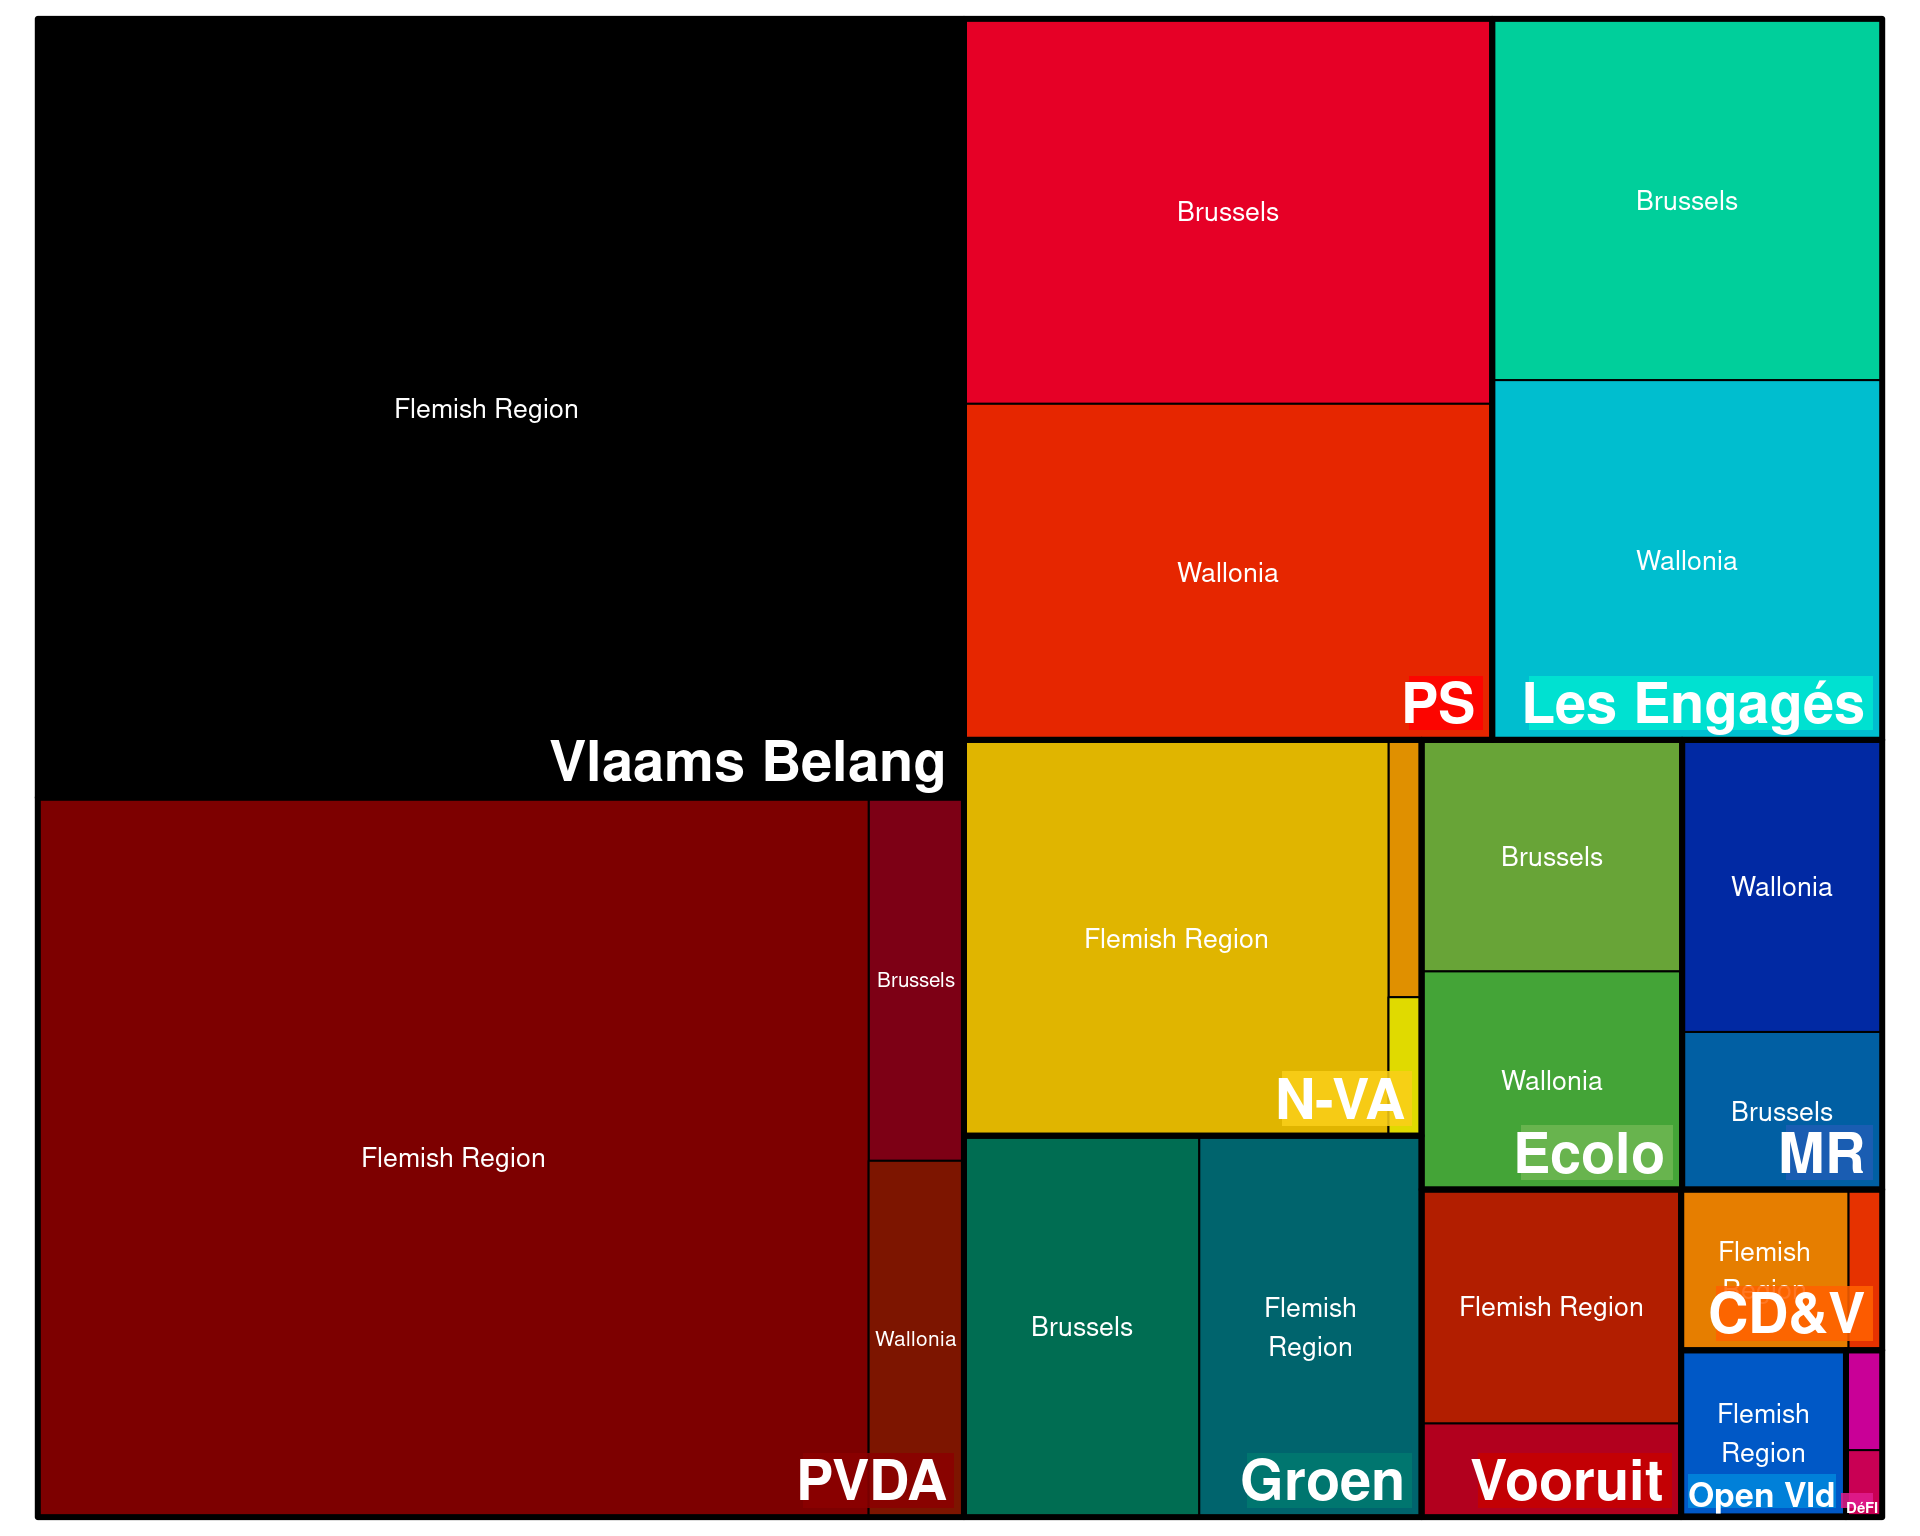 Flemish Region
Vlaams Belang
Flemish Region
Brussels
Wallonia
PVDA
Brussels
Wallonia
PS
Brussels
Wallonia
Les Engagés
Flemish Region
N-VA
Brussels
Flemish
Region
Groen
Brussels
Wallonia
Ecolo
Wallonia
Brussels
MR
Flemish Region
Vooruit
Flemish
Region
CD&V
Flemish
Region
Open Vld
DéFI